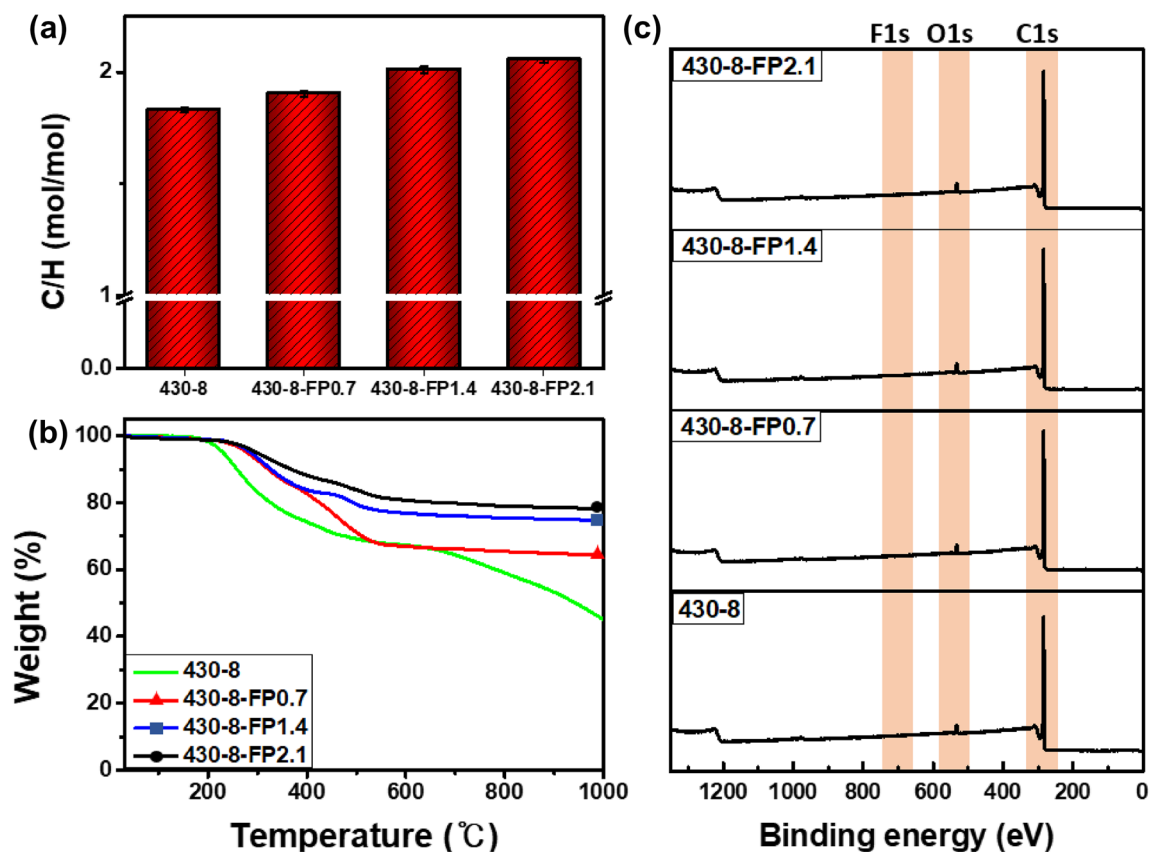 (a)
C/H (mol/mol)
2
1
0.0
430-8
430-8-FP0.7
430-8-FP1.4
430-8-FP2.1
(b)
Weight (%)
100
80
60
40
20
0
430-8
430-8-FP0.7
430-8-FP1.4
430-8-FP2.1
200
400
600
800
1000
Temperature (℃)
(c)
F1s O1s C1s
430-8-FP2.1
430-8-FP1.4
430-8-FP0.7
430-8
1200
1000
800
600
400
200
0
Binding energy (eV)